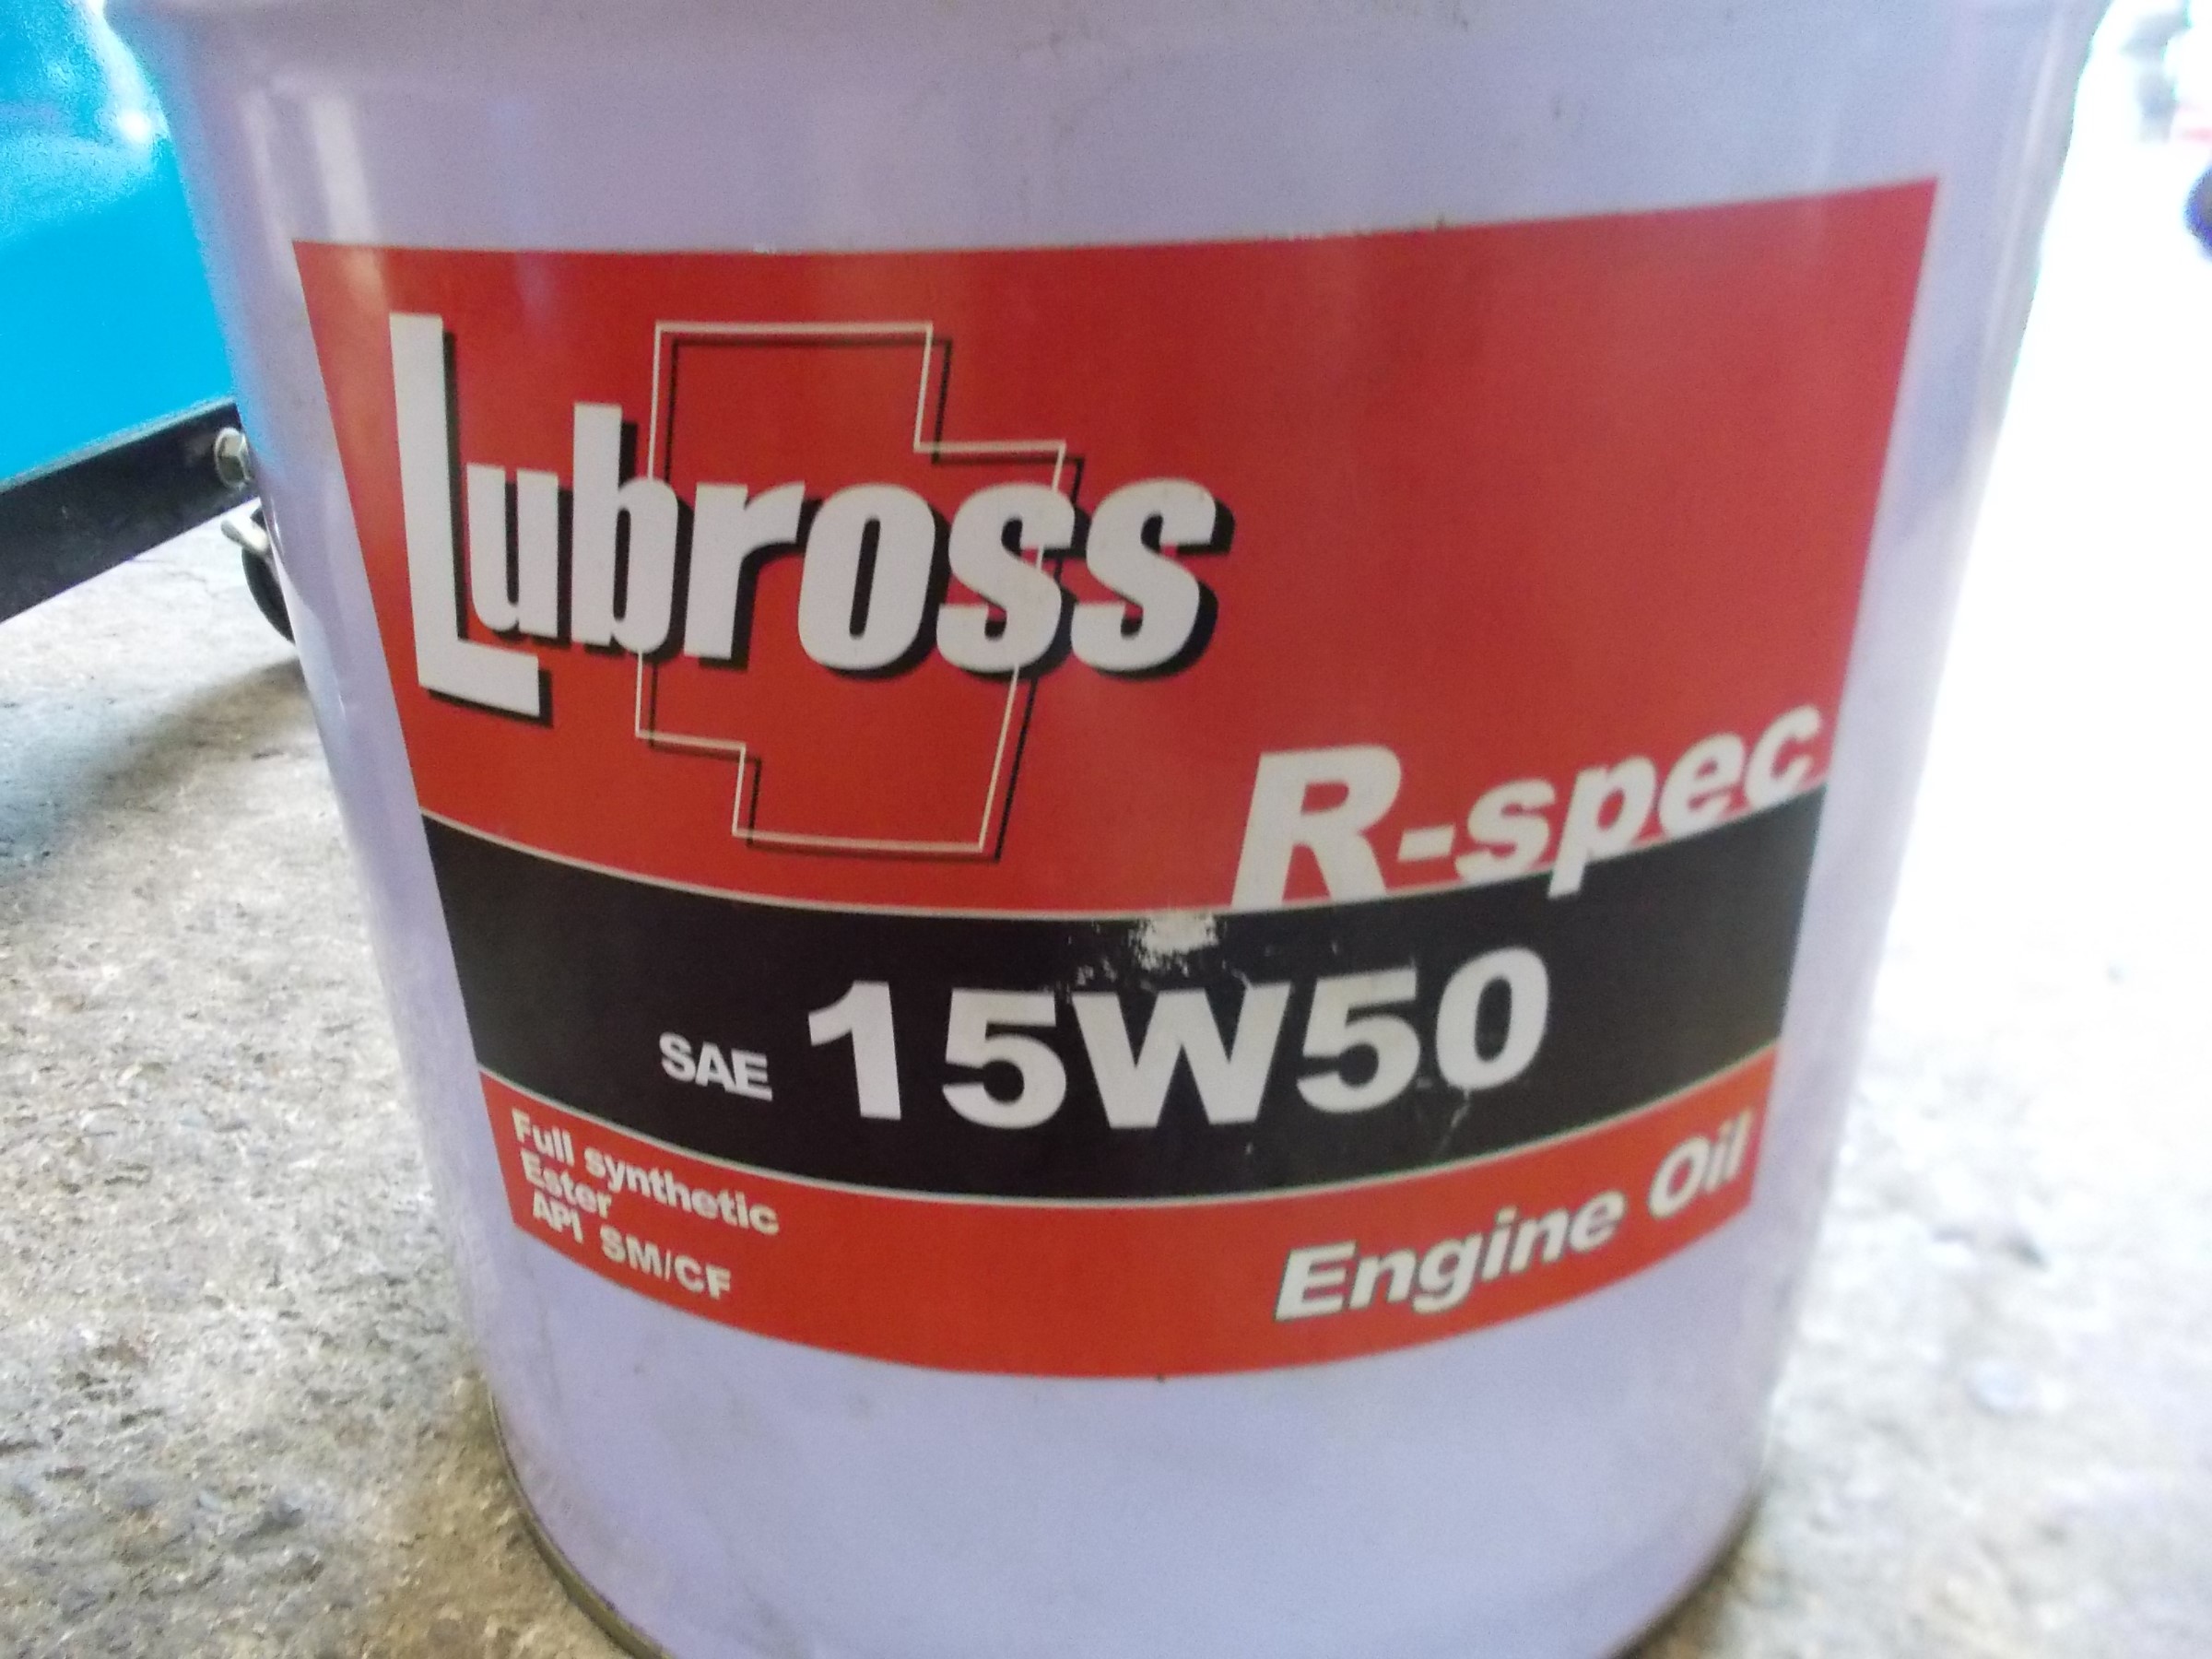 Lubross
R-spec
SAE 15W50
Full synthetic
Ester
API SM/CF
Engine Oil